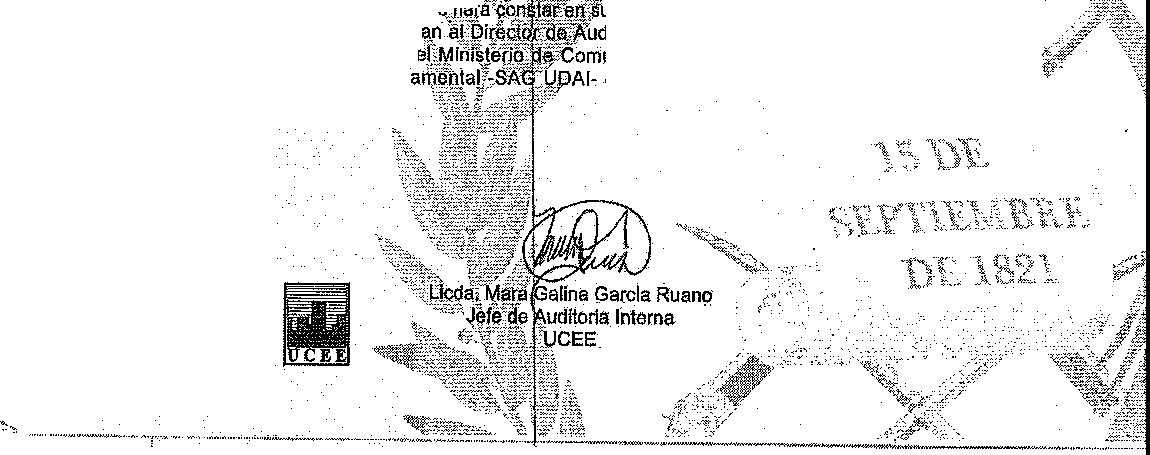 hará constar en su
an al Director de Aud
el Ministerio de Com
amental -SAG UDAI-
15 DE
SEPTIEMBRE
DE 1821
Licda. Mara Galina García Ruano
Jefe de Auditoria Interna
UCEE
UCEE